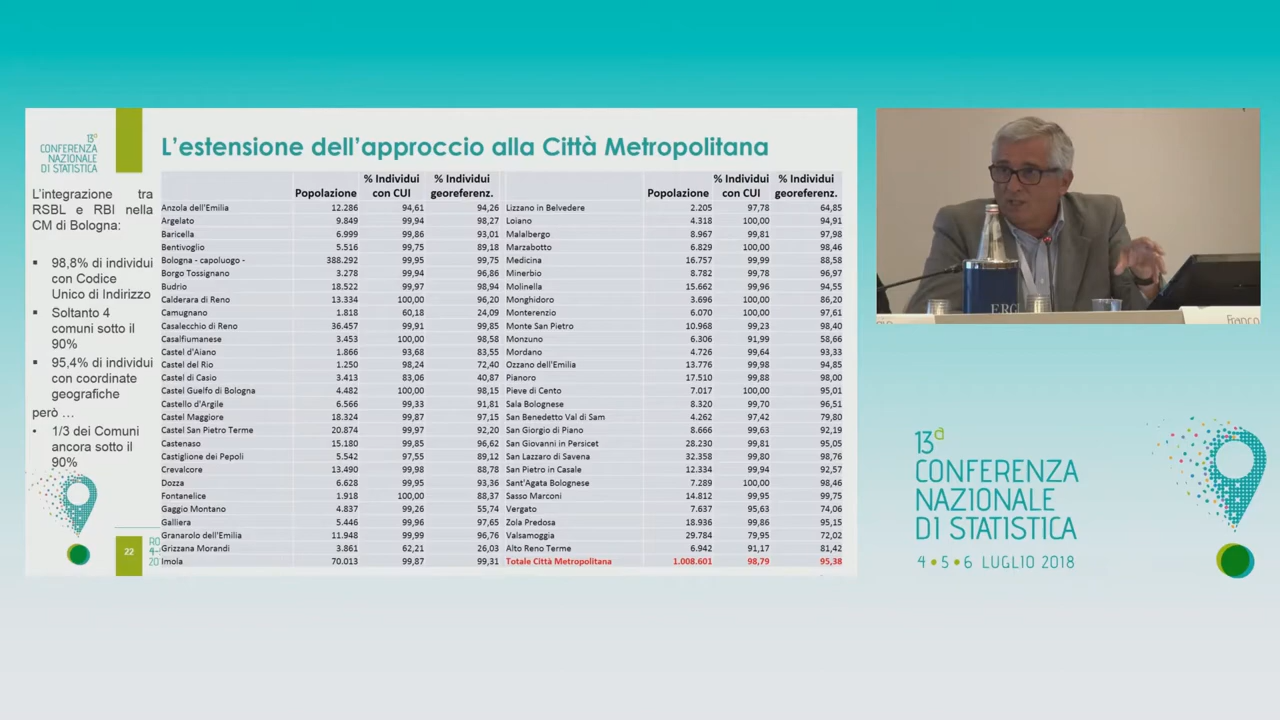 13ª
CONFERENZA
NAZIONALE
DI STATISTICA
L'estensione dell'approccio alla Città Metropolitana
L'integrazione tra
RSBL e RBI nella
CM di Bologna:
▪ 98,8% di individui
con Codice
Unico di Indirizzo
▪ Soltanto 4
comuni sotto il
90%
▪ 95,4% di individui
con coordinate
geografiche
però …
• 1/3 dei Comuni
ancora sotto il
90%
22
Popolazione % Individui con CUI % Individui georeferenz. Popolazione % Individui con CUI % Individui georeferenz.
Anzola dell'Emilia 12.286 94,61 94,26 Lizzano in Belvedere 2.205 97,78 64,85
Argelato 9.849 99,94 98,27 Loiano 4.318 100,00 94,91
Baricella 6.999 99,86 93,01 Malalbergo 8.967 99,81 97,98
Bentivoglio 5.516 99,75 89,18 Marzabotto 6.829 100,00 98,46
Bologna - capoluogo - 388.292 99,95 99,75 Medicina 16.757 99,99 88,58
Borgo Tossignano 3.278 99,94 96,86 Minerbio 8.782 99,78 96,97
Budrio 18.522 99,97 98,94 Molinella 15.662 99,96 94,55
Calderara di Reno 13.334 100,00 96,20 Monghidoro 3.696 100,00 86,20
Camugnano 1.818 60,18 24,09 Monterenzio 6.070 100,00 97,61
Casalecchio di Reno 36.457 99,91 99,85 Monte San Pietro 10.968 99,23 98,40
Casalfiumanese 3.453 100,00 98,58 Monzuno 6.306 91,99 58,66
Castel d'Aiano 1.866 93,68 83,55 Mordano 4.726 99,64 93,33
Castel del Rio 1.250 98,24 72,40 Ozzano dell'Emilia 13.776 99,98 94,85
Castel di Casio 3.413 83,06 40,87 Pianoro 17.510 99,88 98,00
Castel Guelfo di Bologna 4.482 100,00 98,15 Pieve di Cento 7.017 100,00 95,01
Castello d'Argile 6.566 99,33 91,81 Sala Bolognese 8.320 99,70 96,51
Castel Maggiore 18.324 99,87 97,15 San Benedetto Val di Sam 4.262 97,42 79,80
Castel San Pietro Terme 20.874 99,97 92,20 San Giorgio di Piano 8.666 99,63 92,19
Castenaso 15.180 99,85 96,62 San Giovanni in Persicet 28.230 99,81 95,05
Castiglione dei Pepoli 5.542 97,55 89,12 San Lazzaro di Savena 32.358 99,80 98,76
Crevalcore 13.490 99,98 88,78 San Pietro in Casale 12.334 99,94 92,57
Dozza 6.628 99,95 93,36 Sant'Agata Bolognese 7.289 100,00 98,46
Fontanelice 1.918 100,00 88,37 Sasso Marconi 14.812 99,95 99,75
Gaggio Montano 4.837 99,26 55,74 Vergato 7.637 95,63 74,06
Galliera 5.446 99,96 97,65 Zola Predosa 18.936 99,86 95,15
Granarolo dell'Emilia 11.948 99,99 96,76 Valsamoggia 29.784 79,95 72,02
Grizzana Morandi 3.861 62,21 26,03 Alto Reno Terme 6.942 91,17 81,42
Imola 70.013 99,87 99,31 Totale Città Metropolitana 1.008.601 98,79 95,38
13ª
CONFERENZA
NAZIONALE
DI STATISTICA
4 • 5 • 6 LUGLIO 2018